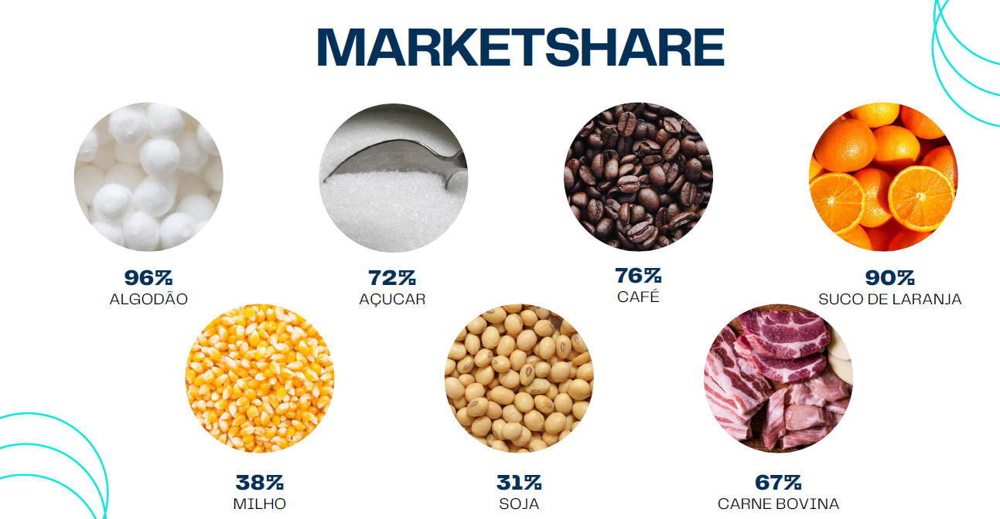 MARKETSHARE
96%
ALGODÃO
72%
AÇUCAR
76%
CAFÉ
90%
SUCO DE LARANJA
38%
MILHO
31%
SOJA
67%
CARNE BOVINA